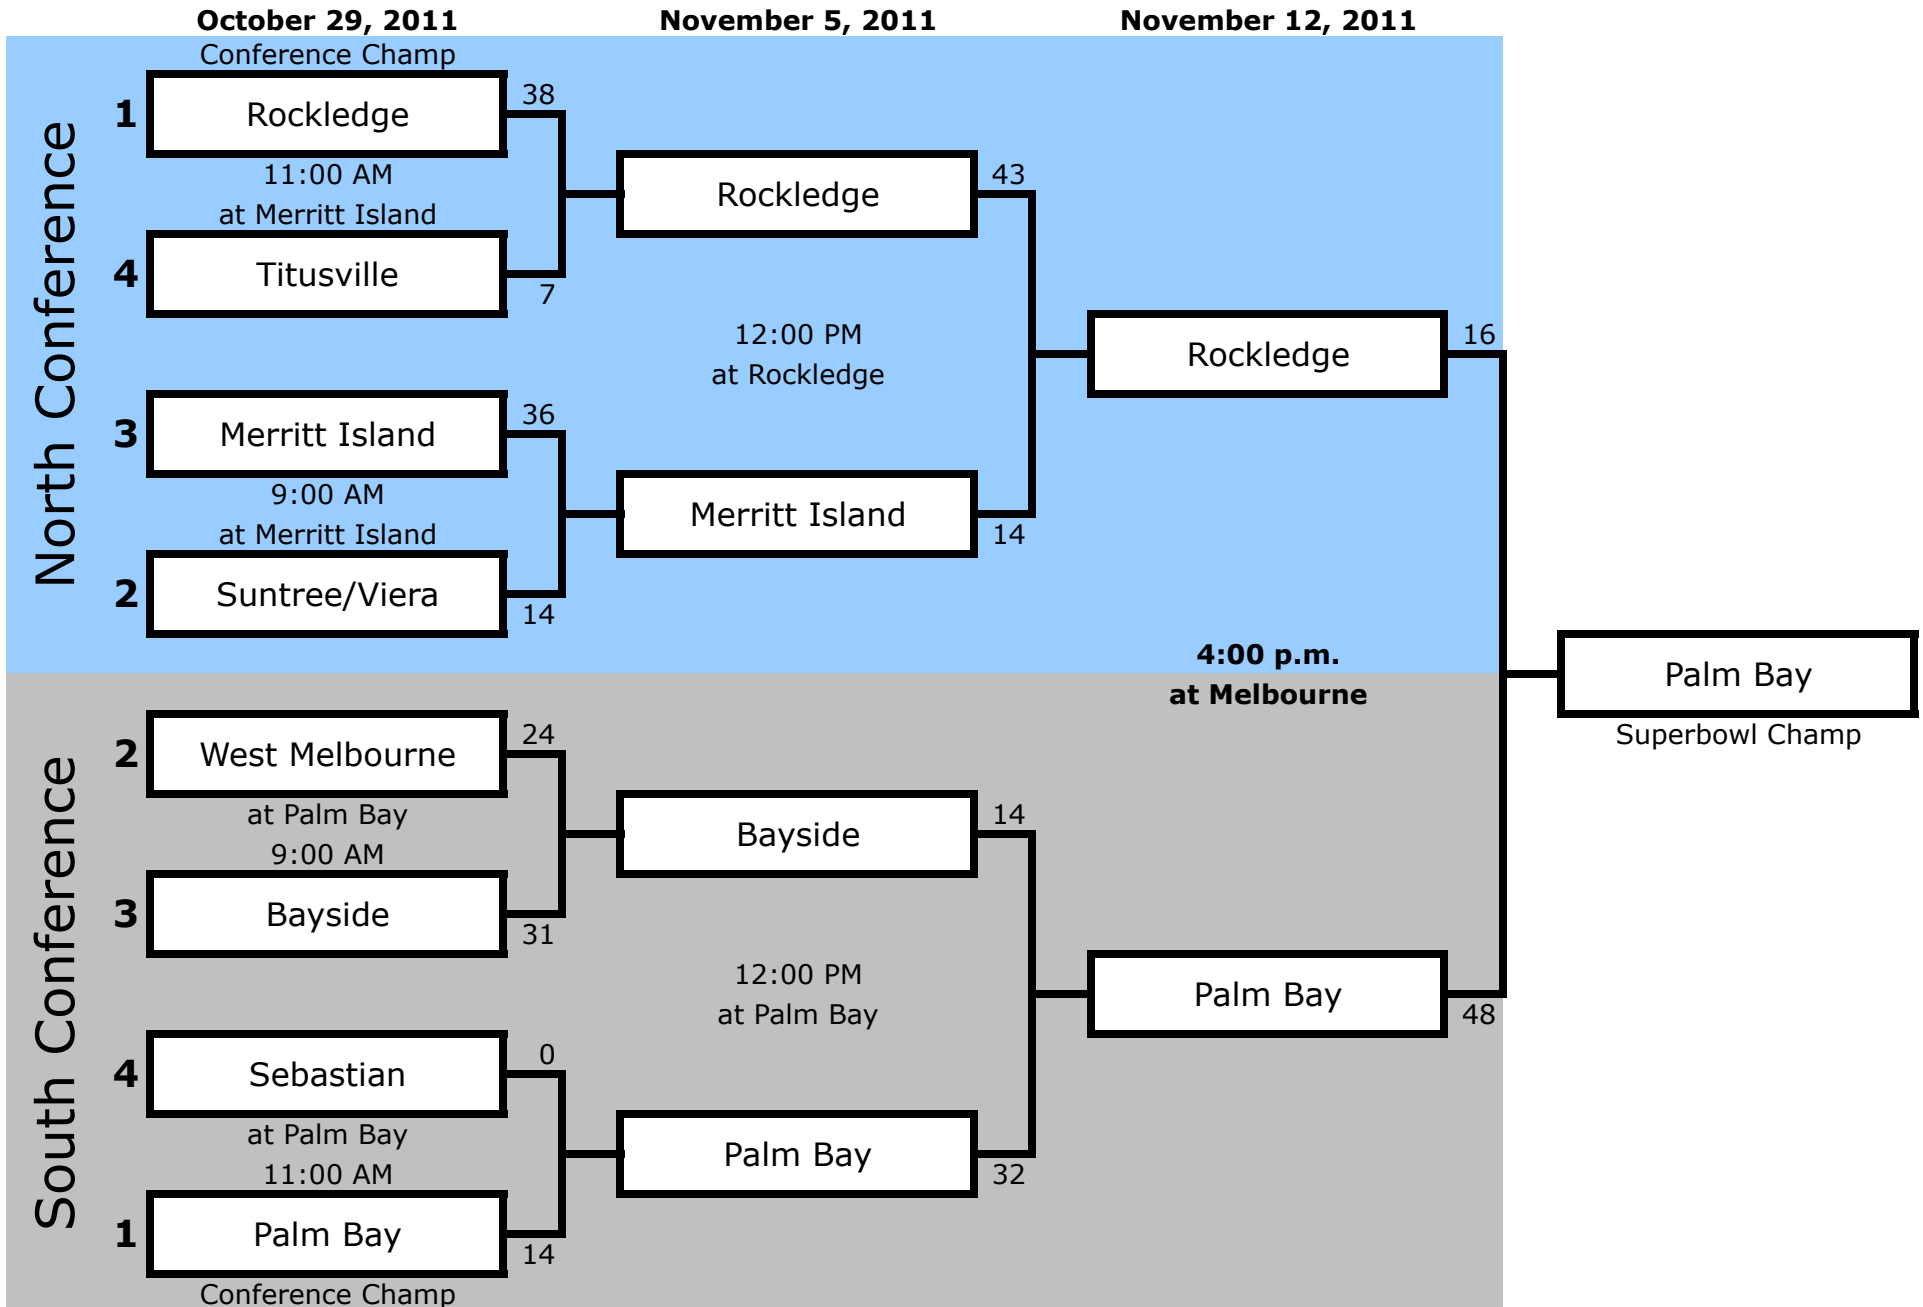 October 29, 2011
November 5, 2011
November 12, 2011
North Conference
Conference Champ
1
Rockledge
38
11:00 AM
at Merritt Island
4
Titusville
7
3
Merritt Island
36
9:00 AM
at Merritt Island
2
Suntree/Viera
14
Rockledge
43
12:00 PM
at Rockledge
Merritt Island
14
Rockledge
16
4:00 p.m.
at Melbourne
Palm Bay
Superbowl Champ
South Conference
2
West Melbourne
24
at Palm Bay
9:00 AM
3
Bayside
31
4
Sebastian
0
at Palm Bay
11:00 AM
1
Palm Bay
14
Conference Champ
Bayside
14
12:00 PM
at Palm Bay
Palm Bay
32
Palm Bay
48